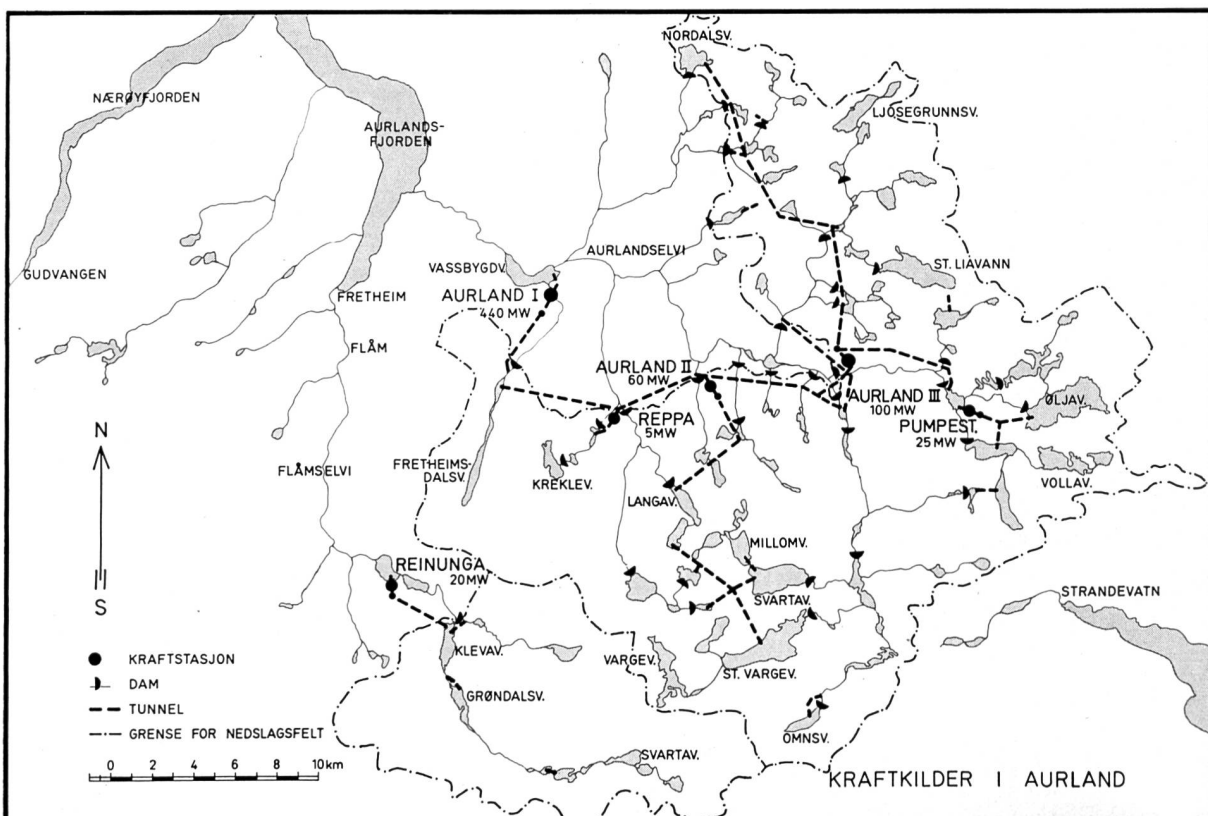 NORDALSV.
NÆRØYFJORDEN
LJOSEGRUNNSV.
AURLANDS-
FJORDEN
AURLANDSELVI
GUDVANGEN
VASSBYGDV.
ST. LIAVANN
FRETHEIM
AURLAND I
440 MW
FLÅM
AURLAND II
60 MW
AURLAND III
100 MW
ØLJAV.
REPPA
5MW
PUMPEST.
25 MW
N
FLÅMSELVI
FRETHEIMS-
DALSV.
KREKLEV.
LANGAV.
VOLLAV.
MILLOMV.
REINUNGA
20MW
S
SVARTAV.
STRANDEVATN
KRAFTSTASJON
KLEVAV.
VARGEV.
ST. VARGEV.
DAM
GRØNDALSV.
TUNNEL
OMNSV.
GRENSE FOR NEDSLAGSFELT
SVARTAV.
0 2 4 6 8 10km
KRAFTKILDER I AURLAND